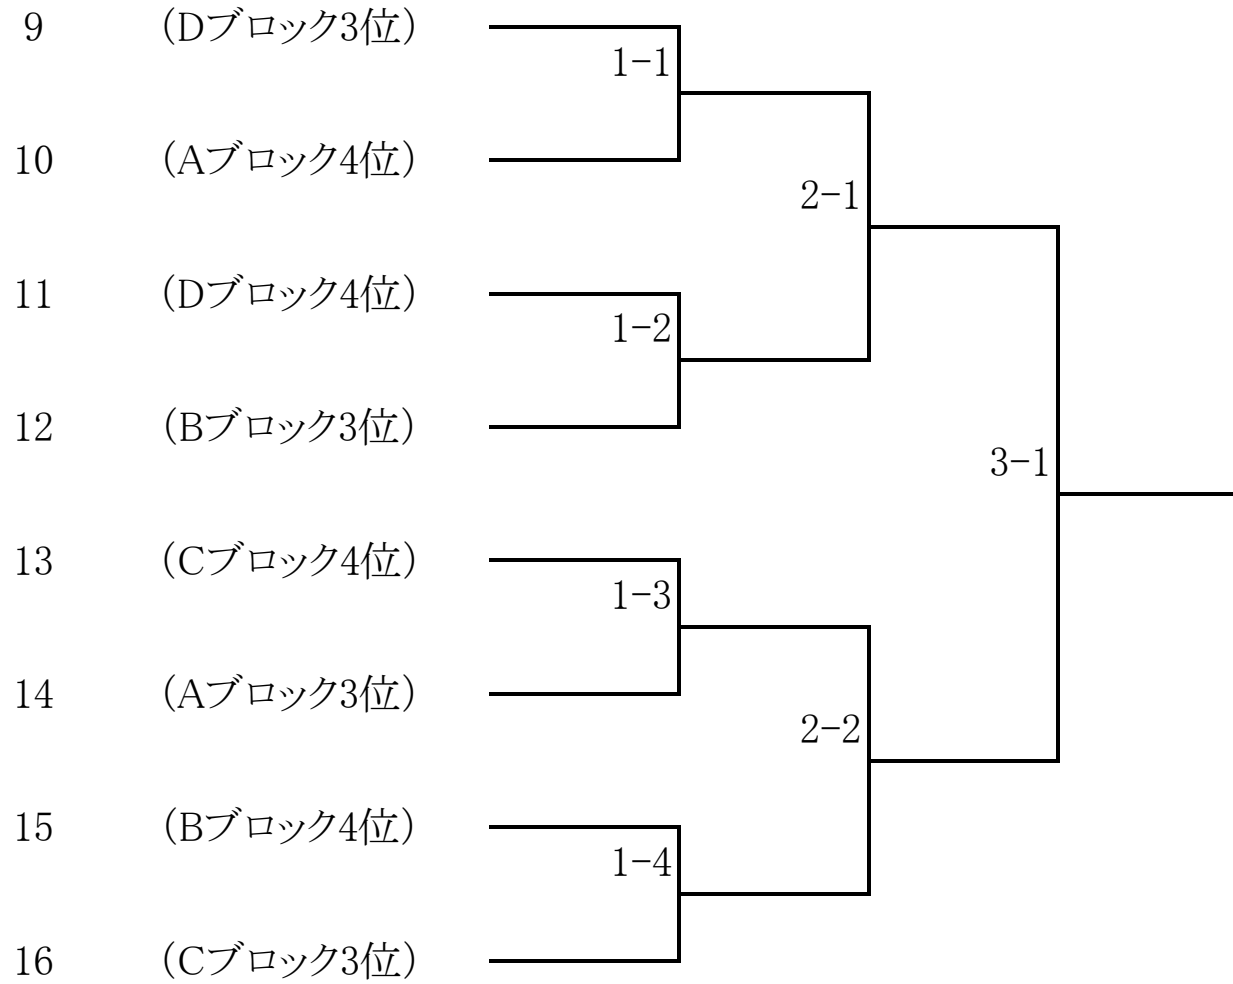 9 (Dブロック3位)
1-1
10 (Aブロック4位)
2-1
11 (Dブロック4位)
1-2
12 (Bブロック3位)
3-1
13 (Cブロック4位)
1-3
14 (Aブロック3位)
2-2
15 (Bブロック4位)
1-4
16 (Cブロック3位)